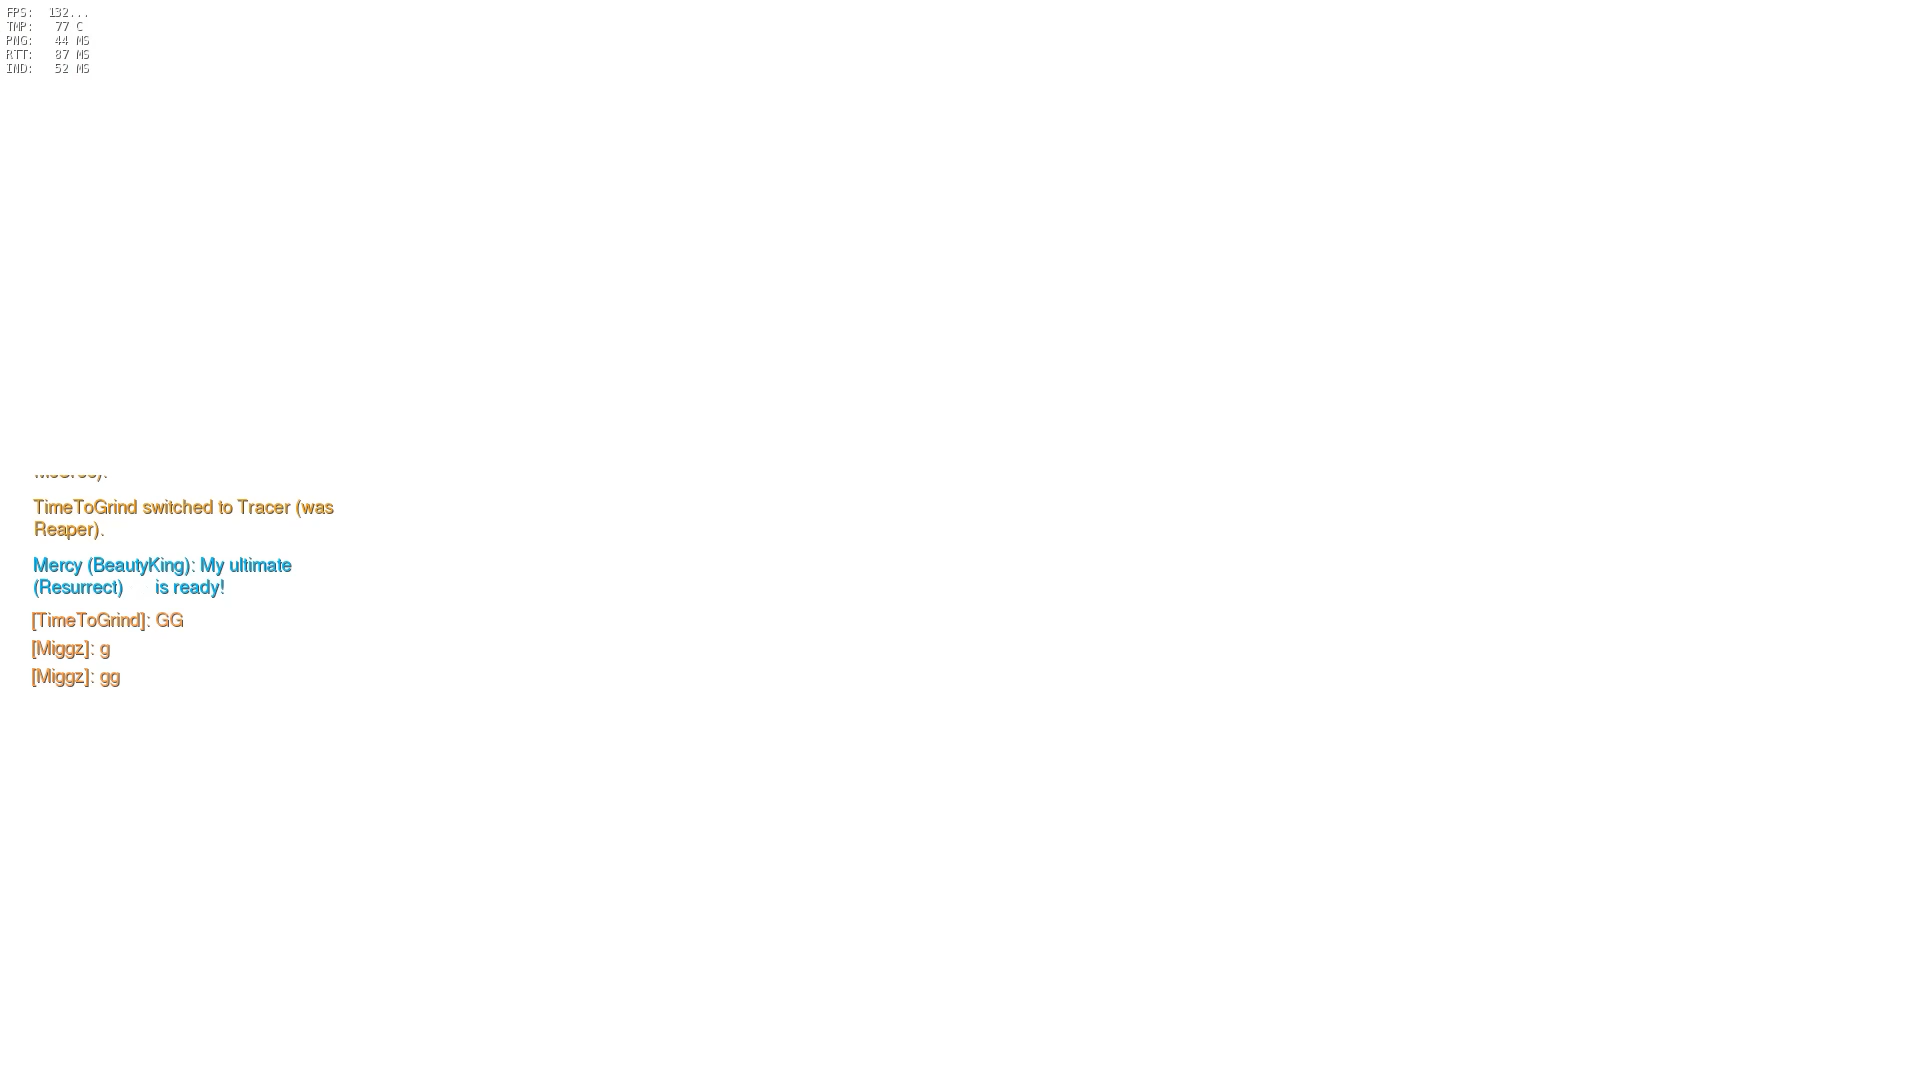 FPS: 132...
TMP: 77 C
PNG: 44 MS
RTT: 87 MS
IND: 52 MS
TimeToGrind switched to Tracer (was
Reaper).
Mercy (BeautyKing): My ultimate
(Resurrect) is ready!
[TimeToGrind]: GG
[Miggz]: g
[Miggz]: gg